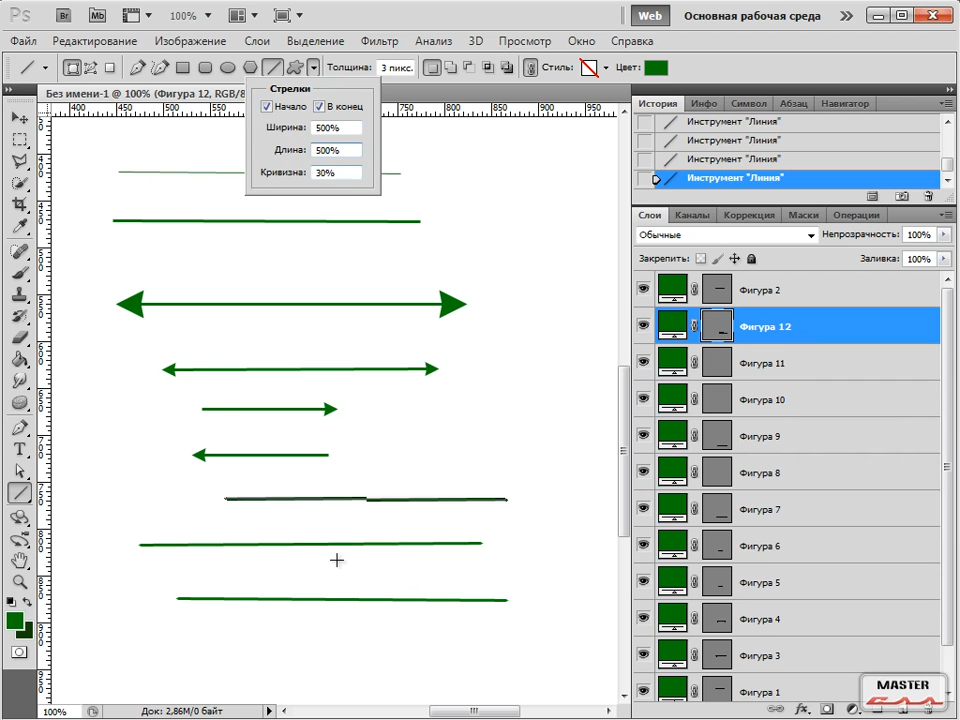 Ps Br Mb 100% Web Основная рабочая среда
Файл Редактирование Изображение Слои Выделение Фильтр Анализ 3D Просмотр Окно Справка
Толщина: 3 пикс. Стиль: Цвет:
Без имени-1 @ 100% (Фигура 12, RGB/8
Стрелки
Начало В конец
Ширина: 500%
Длина: 500%
Кривизна: 30%
400 450 500 550 750 800 850 900 950
История Инфо Символ Абзац Навигатор
Инструмент "Линия"
Инструмент "Линия"
Инструмент "Линия"
Инструмент "Линия"
Слои Каналы Коррекция Маски Операции
Обычные Непрозрачность: 100%
Закрепить: Заливка: 100%
Фигура 2
Фигура 12
Фигура 11
Фигура 10
Фигура 9
Фигура 8
Фигура 7
Фигура 6
Фигура 5
Фигура 4
Фигура 3
Фигура 1
MASTER
css
100% Док: 2,86M/0 байт